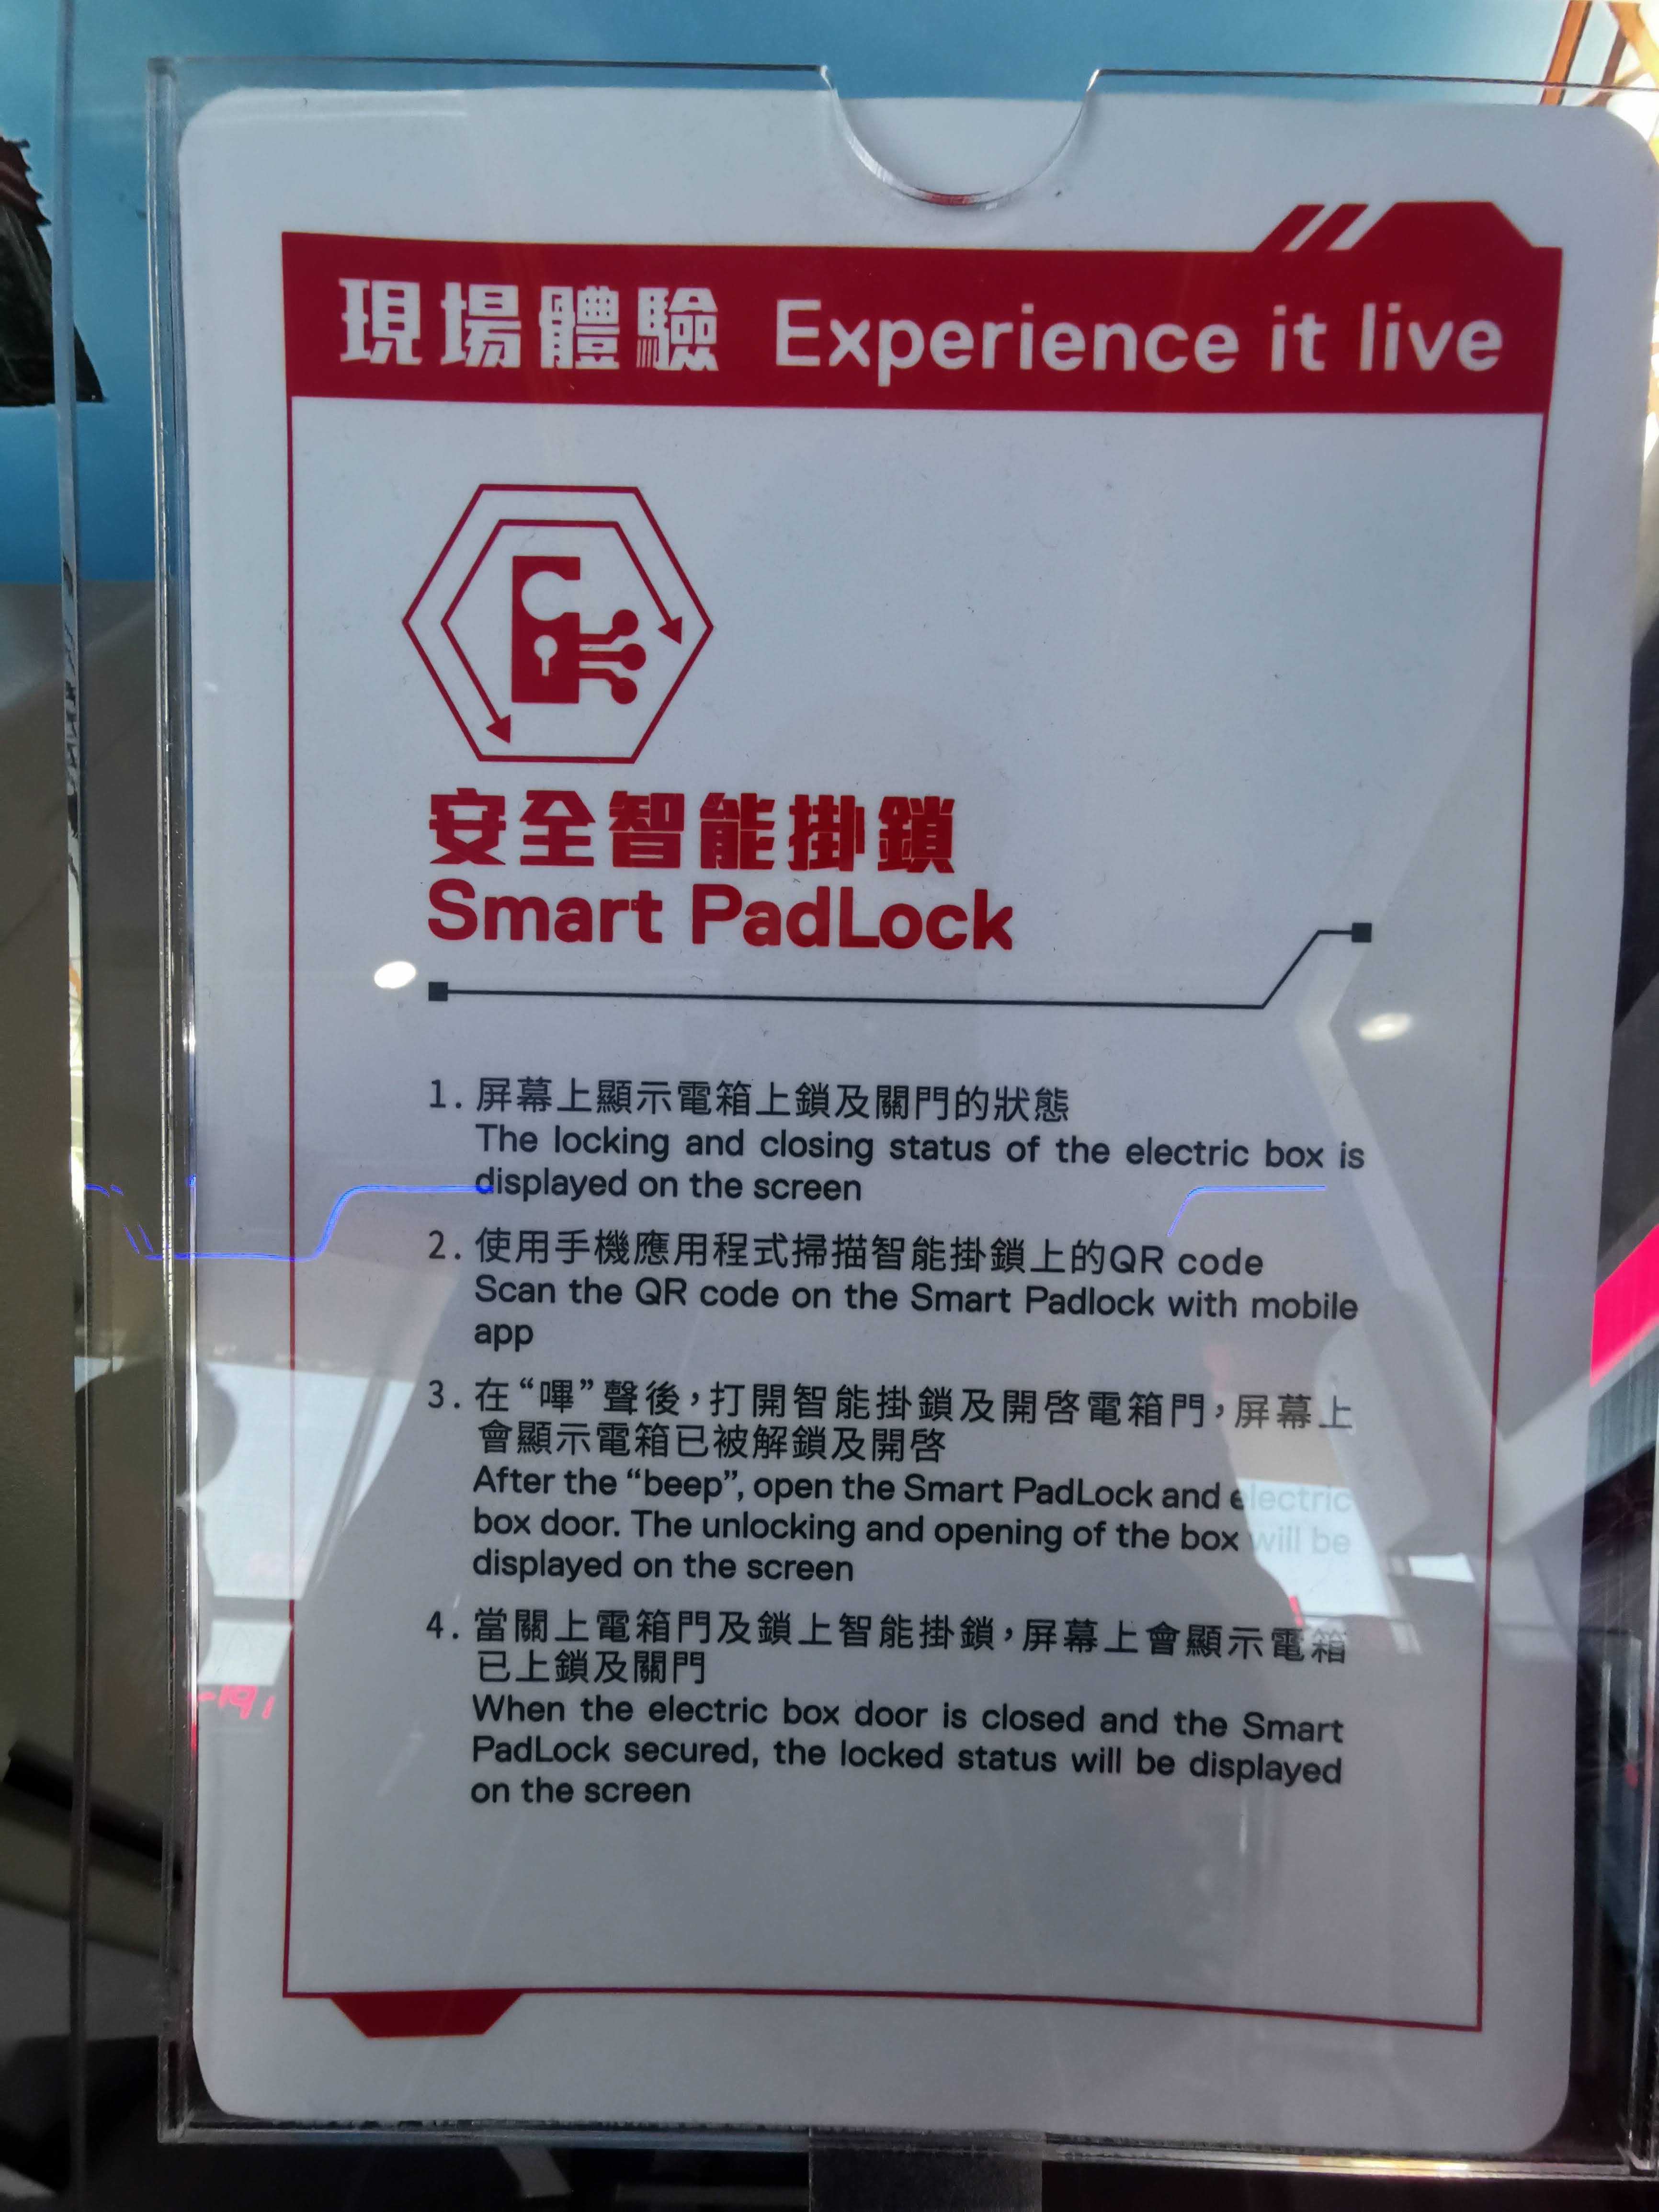 現場體驗 Experience it live
安全智能掛鎖
Smart PadLock
1. 屏幕上顯示電箱上鎖及關門的狀態
The locking and closing status of the electric box is
displayed on the screen
2. 使用手機應用程式掃描智能掛鎖上的QR code
Scan the QR code on the Smart Padlock with mobile
app
3. 在“嗶”聲後，打開智能掛鎖及開啓電箱門，屏幕上
會顯示電箱已被解鎖及開啓
After the “beep”, open the Smart PadLock and electric
box door. The unlocking and opening of the box will be
displayed on the screen
4. 當關上電箱門及鎖上智能掛鎖，屏幕上會顯示電箱
已上鎖及關門
When the electric box door is closed and the Smart
PadLock secured, the locked status will be displayed
on the screen